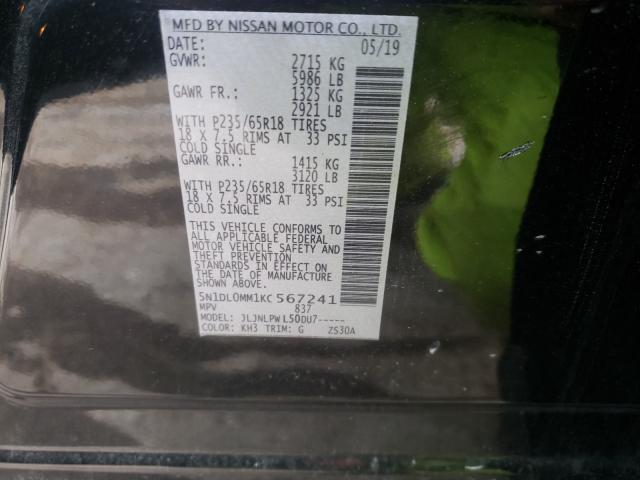 MFD BY NISSAN MOTOR CO., LTD.
DATE: 05/19
GVWR: 2715 KG
5986 LB
GAWR FR.: 1325 KG
2921 LB
WITH P235/65R18 TIRES
18 X 7.5 RIMS AT 33 PSI
COLD SINGLE
GAWR RR.: 1415 KG
3120 LB
WITH P235/65R18 TIRES
18 X 7.5 RIMS AT 33 PSI
COLD SINGLE
THIS VEHICLE CONFORMS TO
ALL APPLICABLE FEDERAL
MOTOR VEHICLE SAFETY AND
THEFT PREVENTION
STANDARDS IN EFFECT ON
THE DATE OF MANUFACTURE
SHOWN ABOVE.
5N1DL0MM1KC567241
MPV 837
MODEL: JLJNLPWL50DU7-----
COLOR: KH3 TRIM: G ZS30A